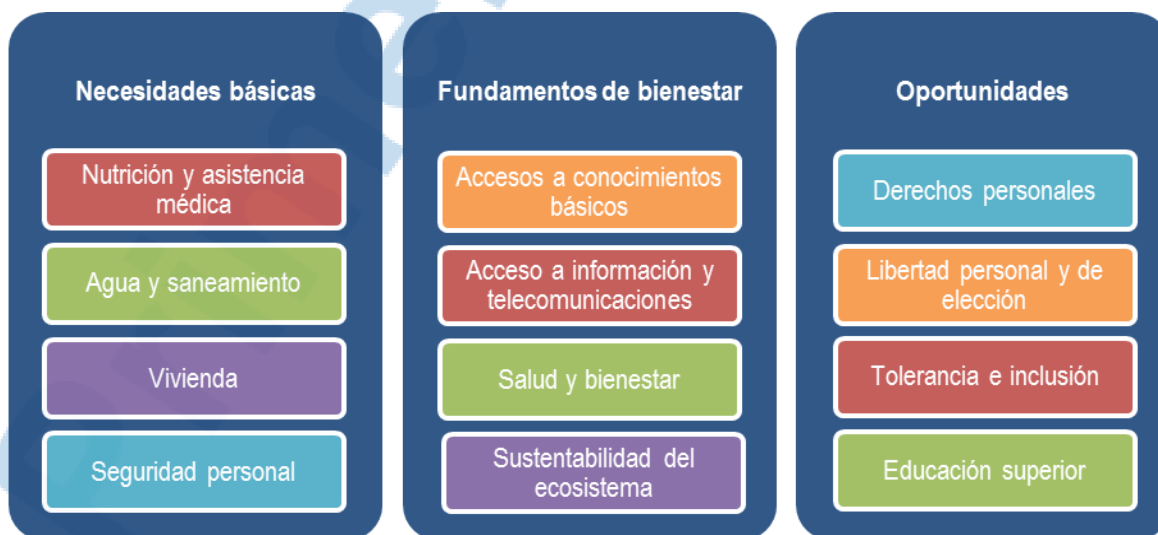 Necesidades básicas
Nutrición y asistencia
médica
Agua y saneamiento
Vivienda
Seguridad personal
Fundamentos de bienestar
Accesos a conocimientos
básicos
Acceso a información y
telecomunicaciones
Salud y bienestar
Sustentabilidad del
ecosistema
Oportunidades
Derechos personales
Libertad personal y de
elección
Tolerancia e inclusión
Educación superior